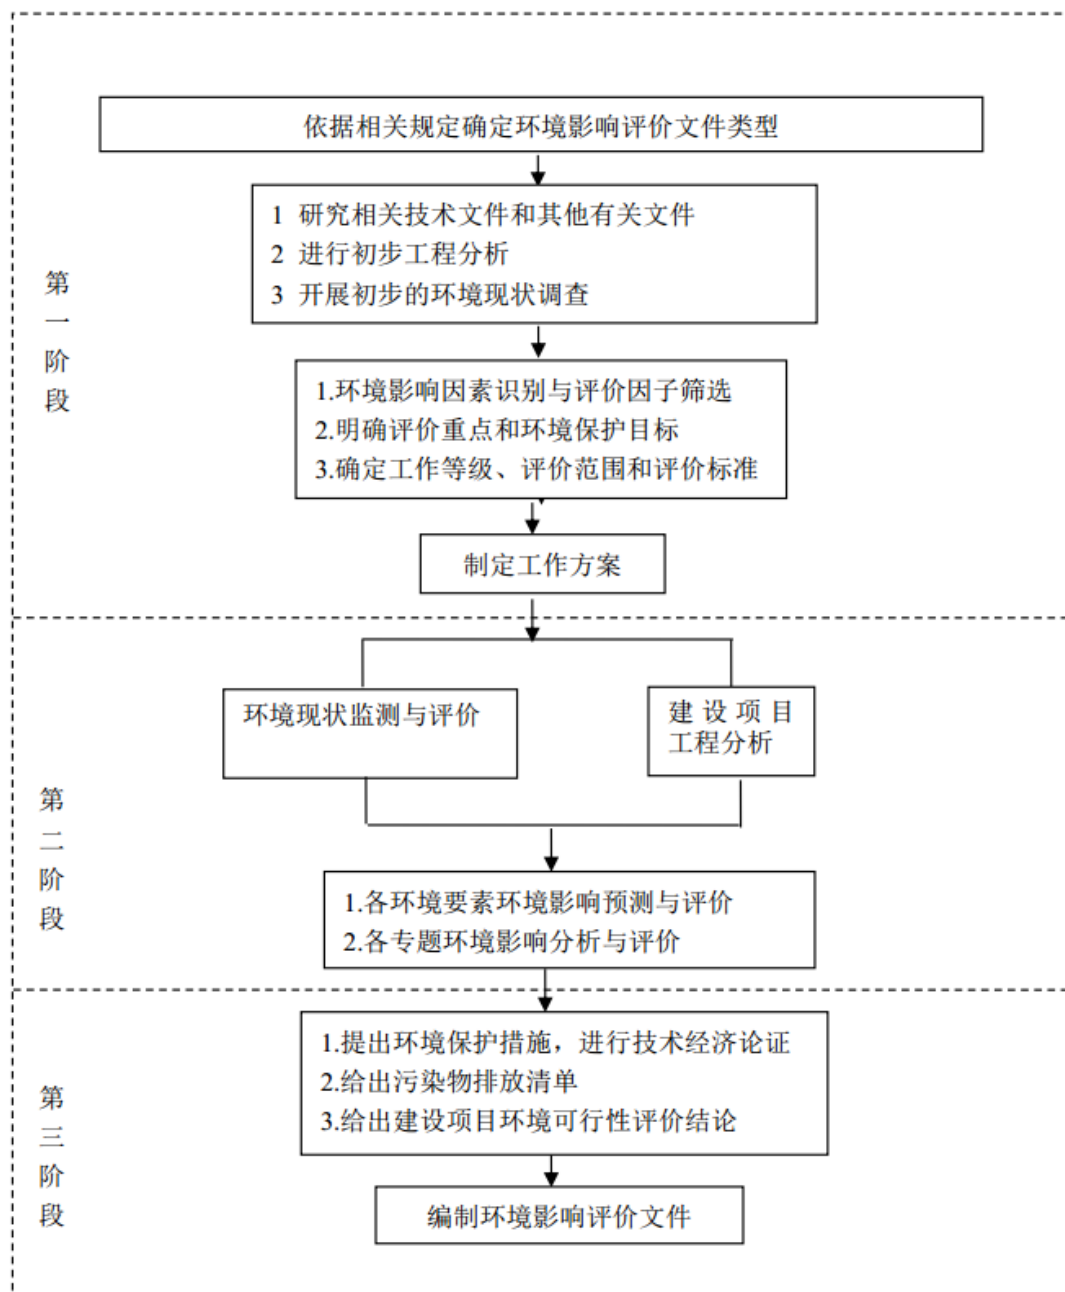 依据相关规定确定环境影响评价文件类型
1 研究相关技术文件和其他有关文件
2 进行初步工程分析
3 开展初步的环境现状调查
第一阶段
1.环境影响因素识别与评价因子筛选
2.明确评价重点和环境保护目标
3.确定工作等级、评价范围和评价标准
制定工作方案
环境现状监测与评价
建设项目
工程分析
第二阶段
1.各环境要素环境影响预测与评价
2.各专题环境影响分析与评价
1.提出环境保护措施，进行技术经济论证
2.给出污染物排放清单
3.给出建设项目环境可行性评价结论
第三阶段
编制环境影响评价文件